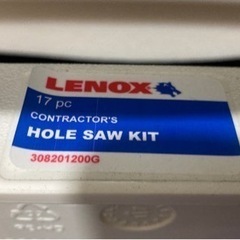 LENOX
17 pc
CONTRACTOR'S
HOLE SAW KIT
308201200G